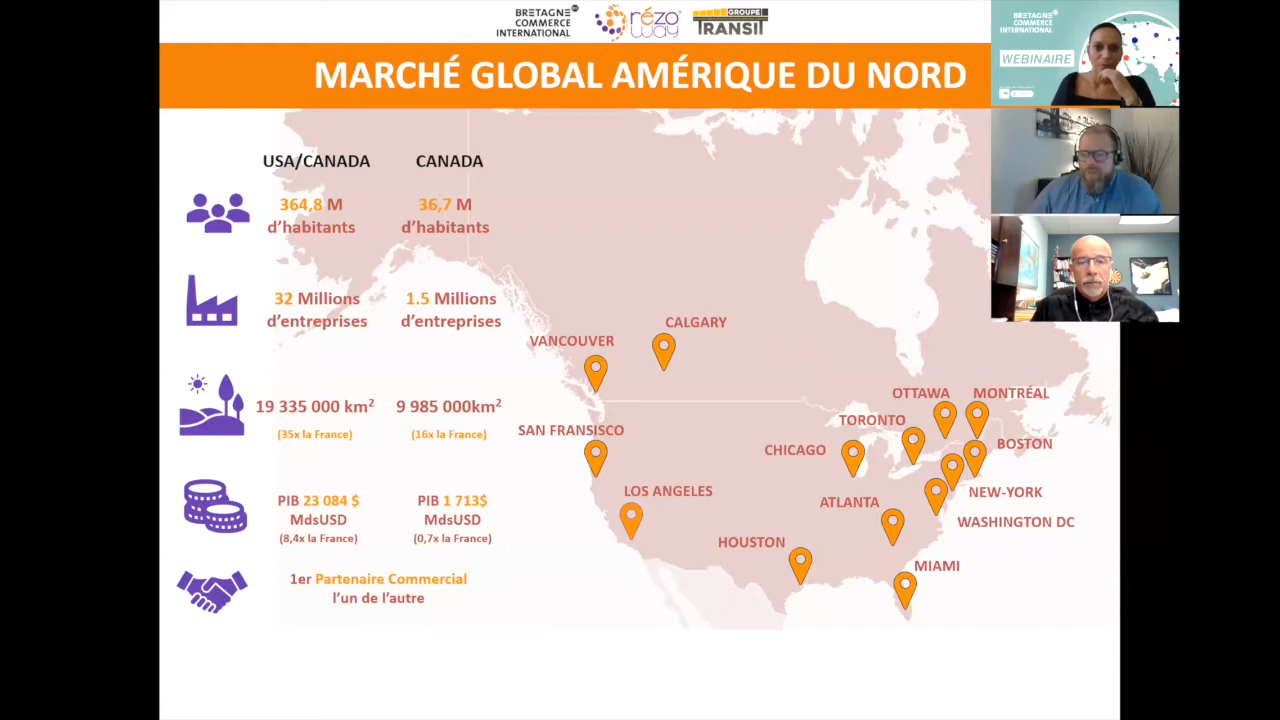 BRETAGNE
COMMERCE
INTERNATIONAL
rézo
way
GROUPE
TRANSIT
MARCHÉ GLOBAL AMÉRIQUE DU NORD
BRETAGNE
COMMERCE
INTERNATIONAL
WEBINAIRE
USA/CANADA
CANADA
364,8 M
d’habitants
36,7 M
d’habitants
32 Millions
d’entreprises
1.5 Millions
d’entreprises
19 335 000 km²
(35x la France)
9 985 000km²
(16x la France)
PIB 23 084 $
MdsUSD
(8,4x la France)
PIB 1 713$
MdsUSD
(0,7x la France)
1er Partenaire Commercial
l’un de l’autre
VANCOUVER
CALGARY
SAN FRANSISCO
LOS ANGELES
HOUSTON
CHICAGO
ATLANTA
TORONTO
OTTAWA
MONTRÉAL
BOSTON
NEW-YORK
WASHINGTON DC
MIAMI